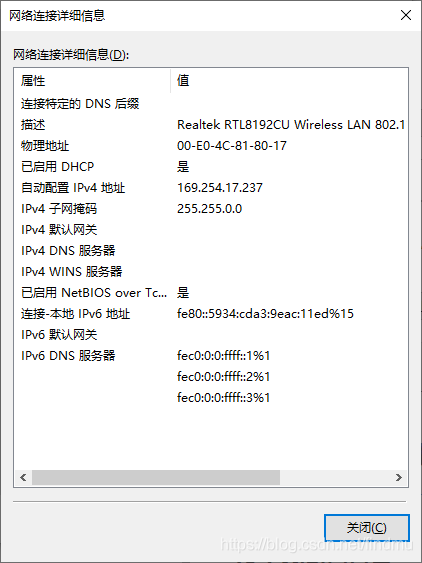 网络连接详细信息
网络连接详细信息(D):
属性 值
连接特定的 DNS 后缀
描述 Realtek RTL8192CU Wireless LAN 802.1
物理地址 00-E0-4C-81-80-17
已启用 DHCP 是
自动配置 IPv4 地址 169.254.17.237
IPv4 子网掩码 255.255.0.0
IPv4 默认网关
IPv4 DNS 服务器
IPv4 WINS 服务器
已启用 NetBIOS over Tc... 是
连接-本地 IPv6 地址 fe80::5934:cda3:9eac:11ed%15
IPv6 默认网关
IPv6 DNS 服务器 fec0:0:0:ffff::1%1
fec0:0:0:ffff::2%1
fec0:0:0:ffff::3%1
关闭(C)